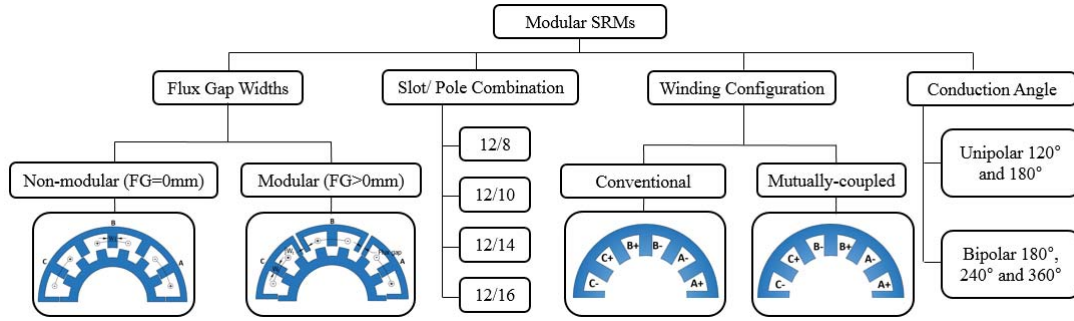 Modular SRMs
Flux Gap Widths
Slot/ Pole Combination
Winding Configuration
Conduction Angle
Non-modular (FG=0mm)
Modular (FG>0mm)
12/8
12/10
12/14
12/16
Conventional
Mutually-coupled
Unipolar 120°
and 180°
Bipolar 180°,
240° and 360°
B
C
A
B
C
A
gap
C-
C+
B+
B-
A-
A+
C-
C+
B-
B+
A-
A+